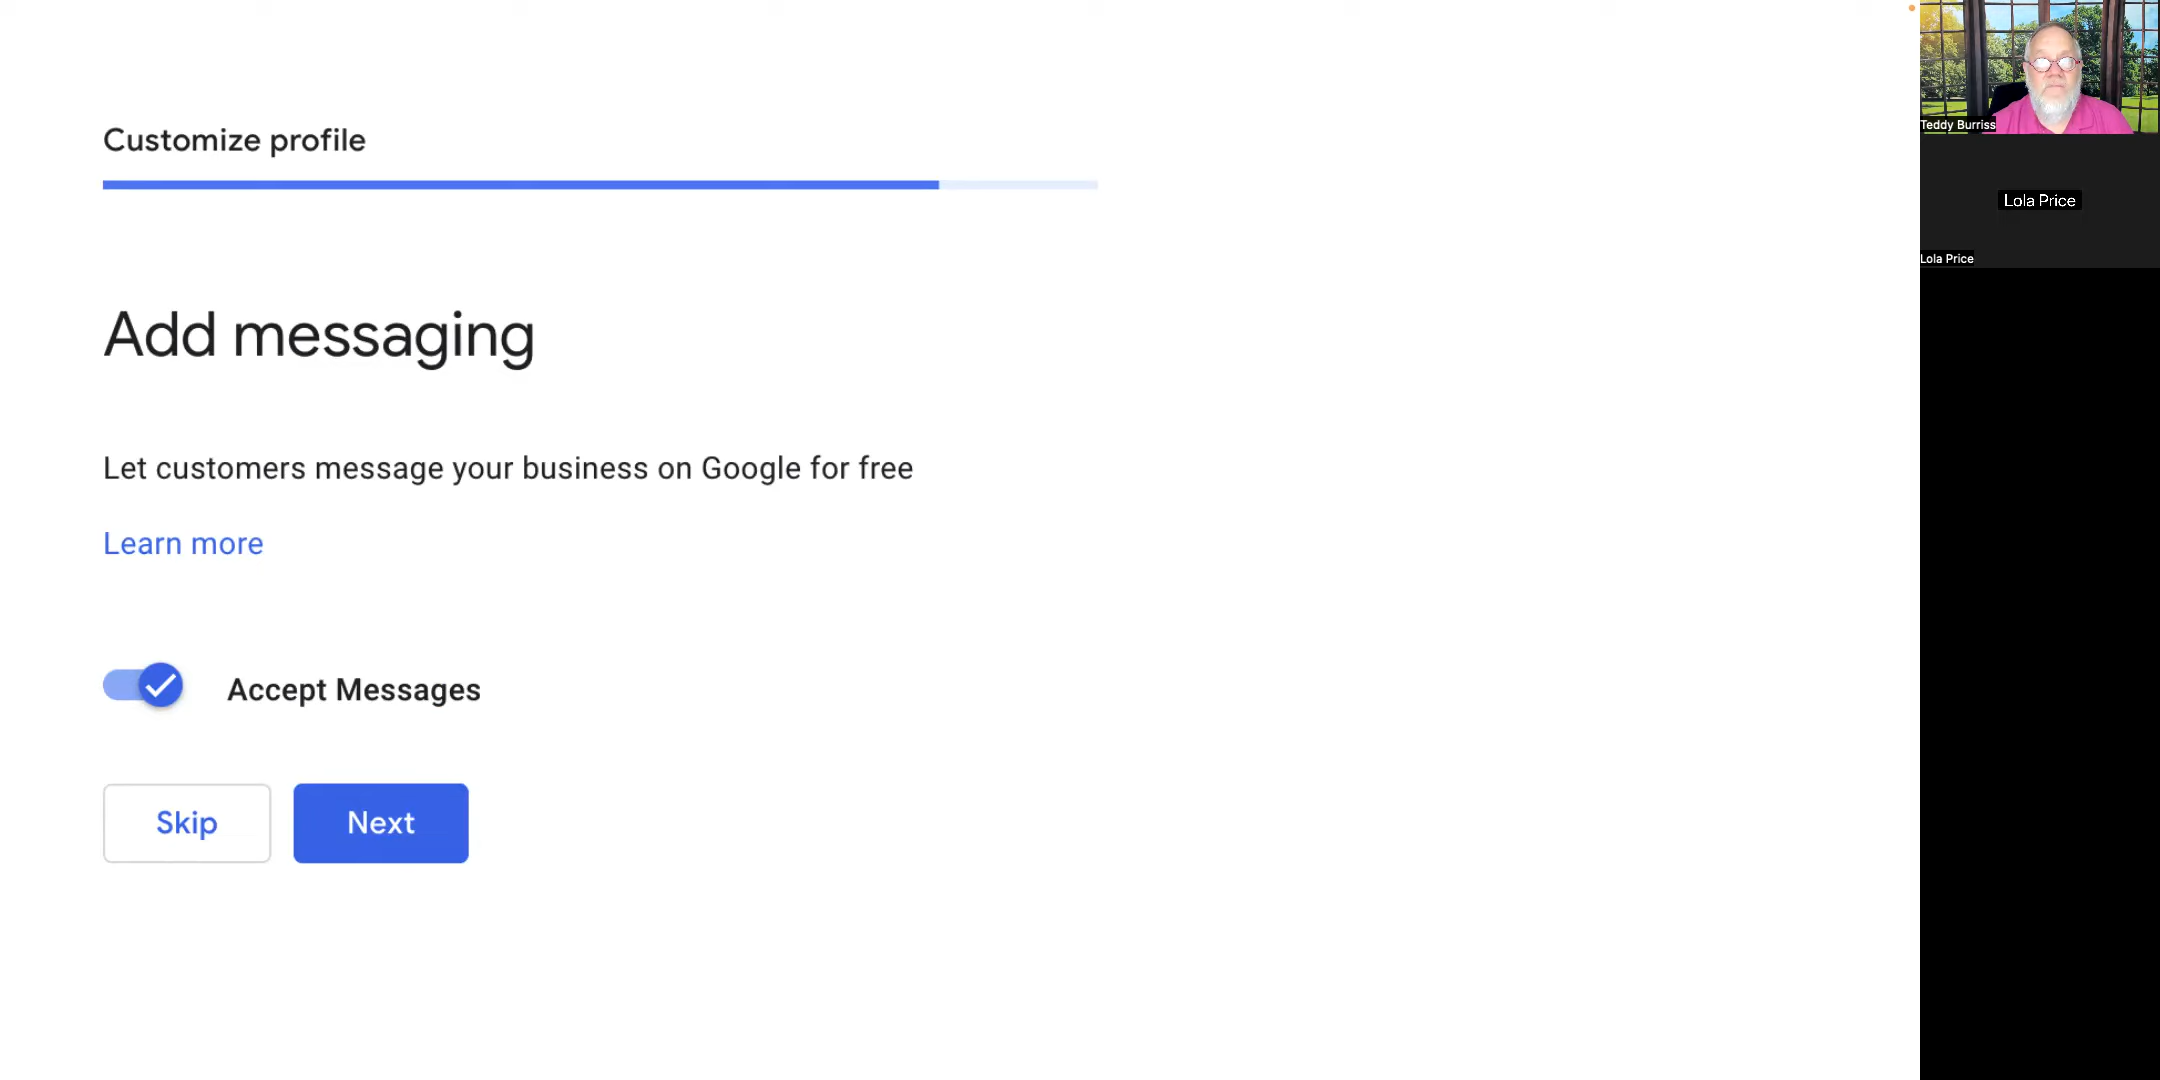 Customize profile
Add messaging
Let customers message your business on Google for free
Learn more
Accept Messages
Skip
Next
Teddy Burriss
Lola Price
Lola Price